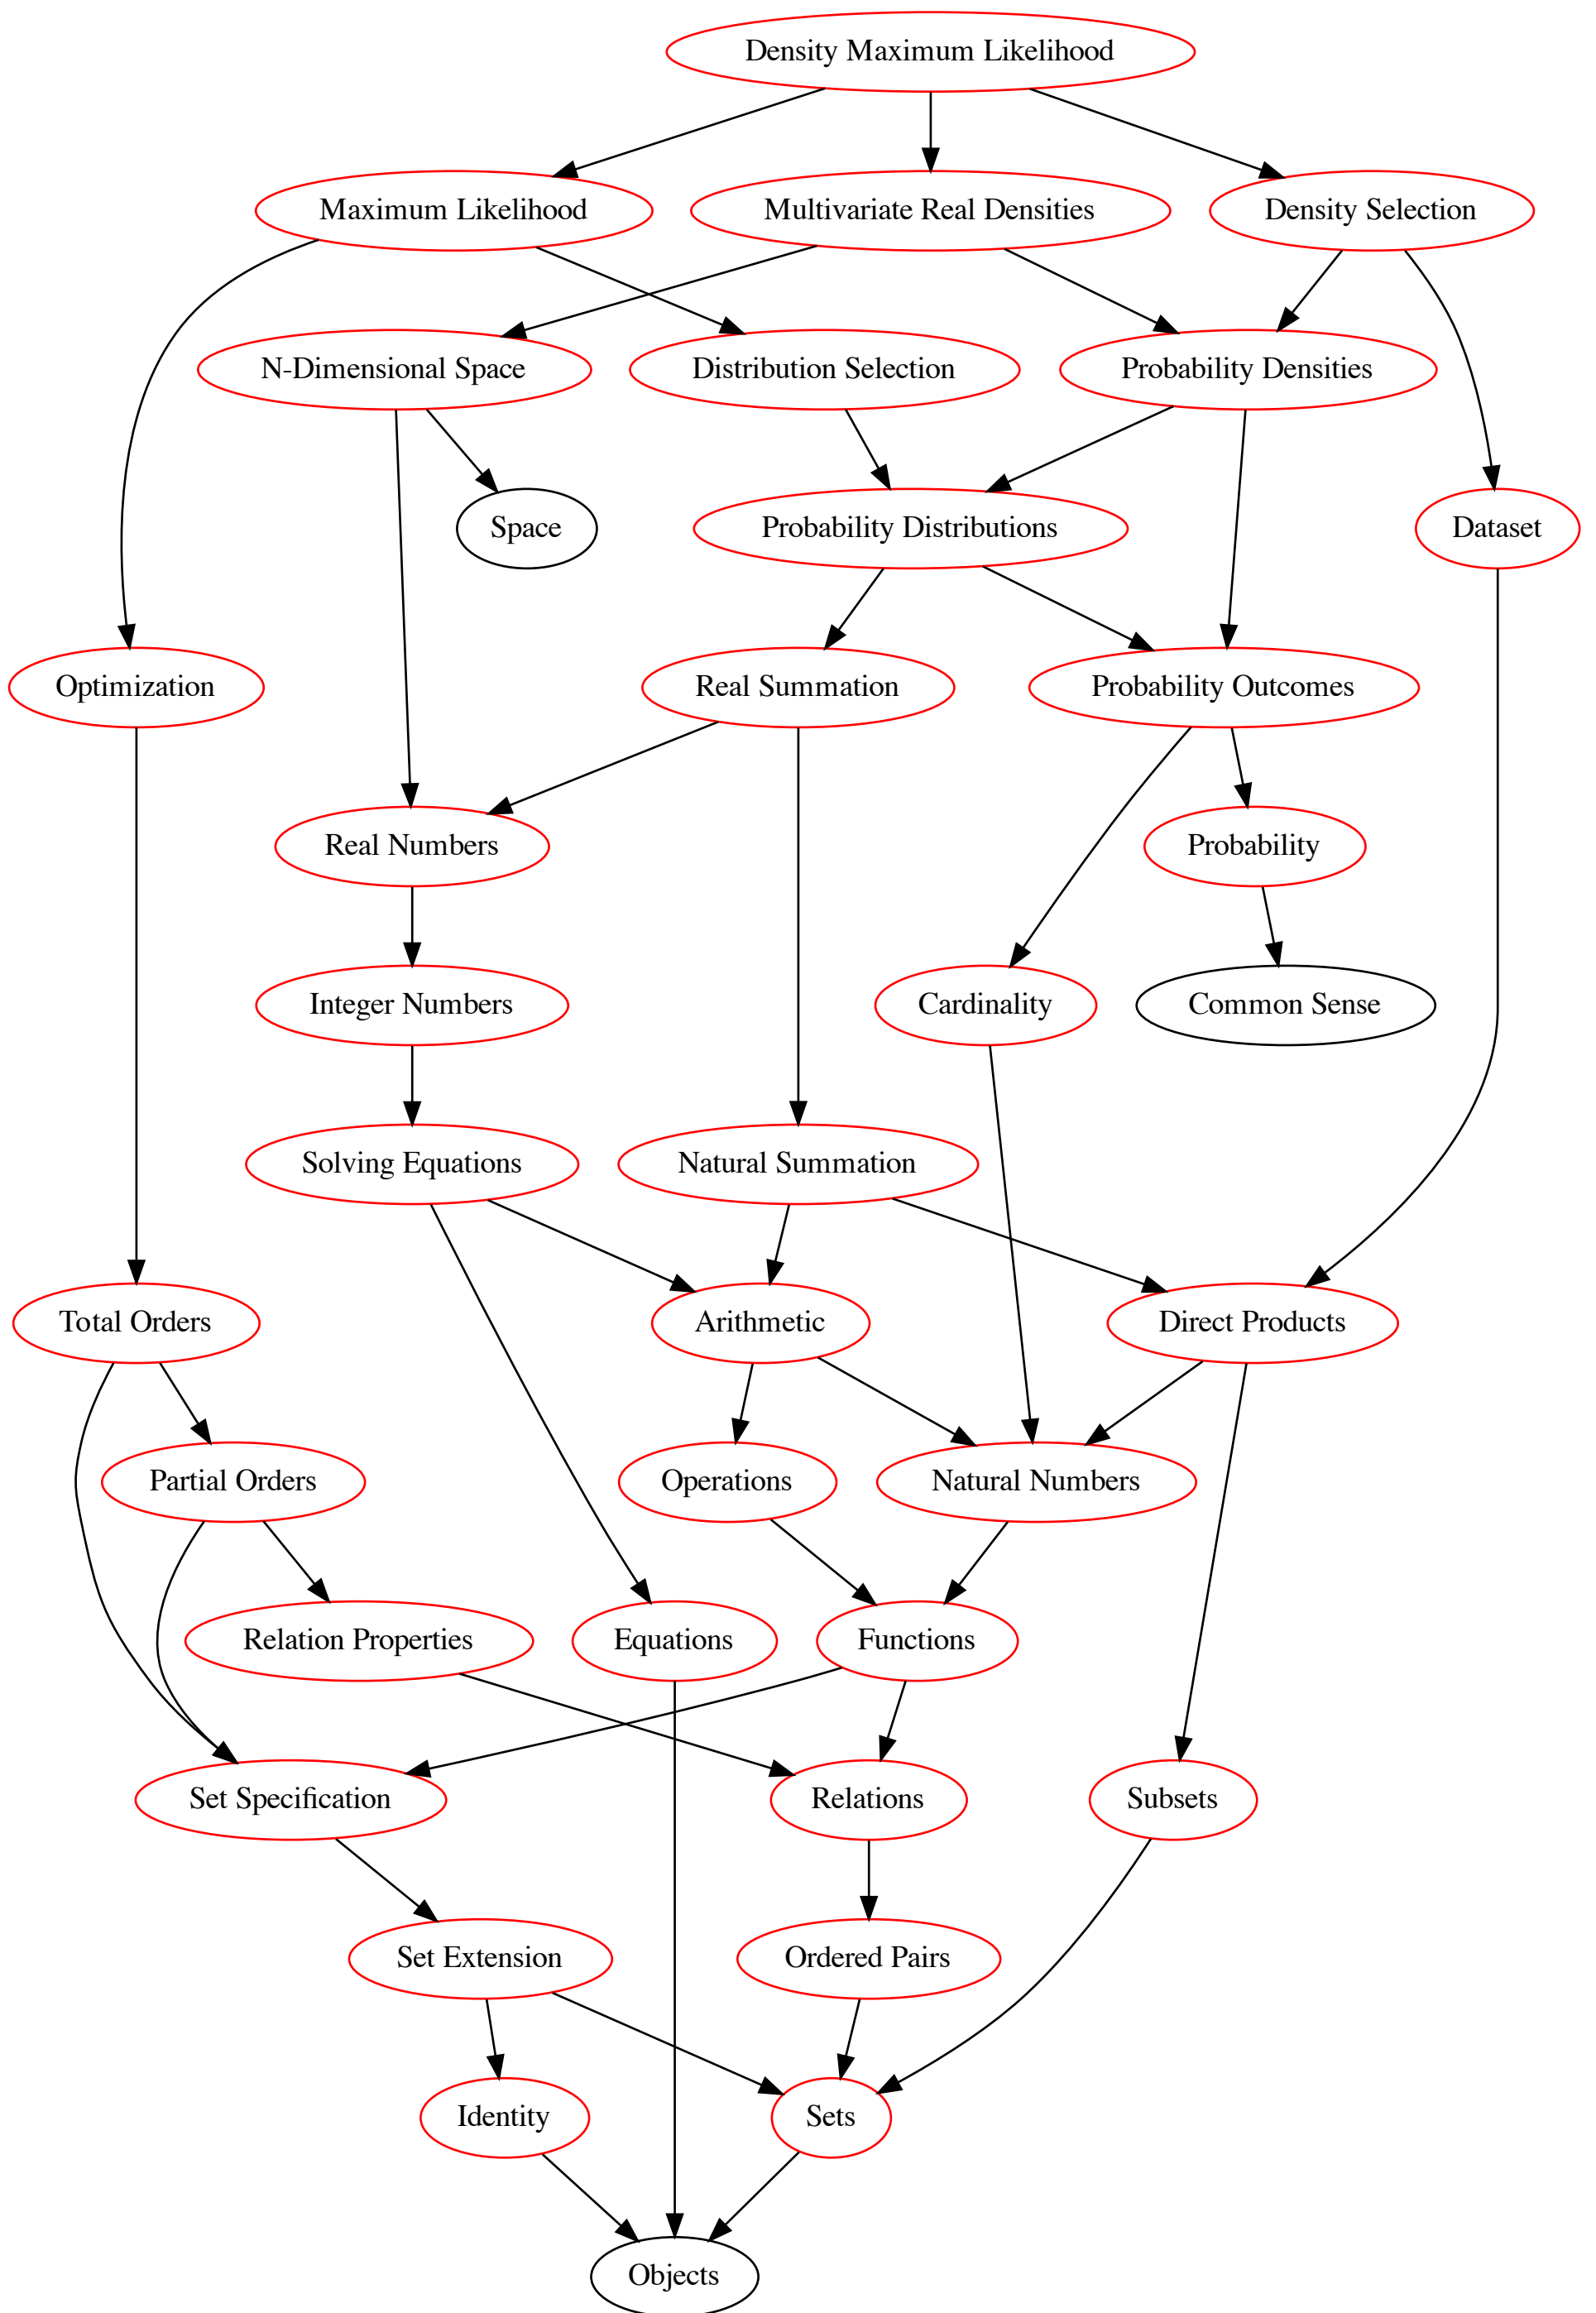 Density Maximum Likelihood
Maximum Likelihood
Multivariate Real Densities
Density Selection
N-Dimensional Space
Distribution Selection
Probability Densities
Space
Probability Distributions
Dataset
Optimization
Real Summation
Probability Outcomes
Real Numbers
Probability
Integer Numbers
Cardinality
Common Sense
Solving Equations
Natural Summation
Total Orders
Arithmetic
Direct Products
Partial Orders
Operations
Natural Numbers
Relation Properties
Equations
Functions
Set Specification
Relations
Subsets
Set Extension
Ordered Pairs
Identity
Sets
Objects